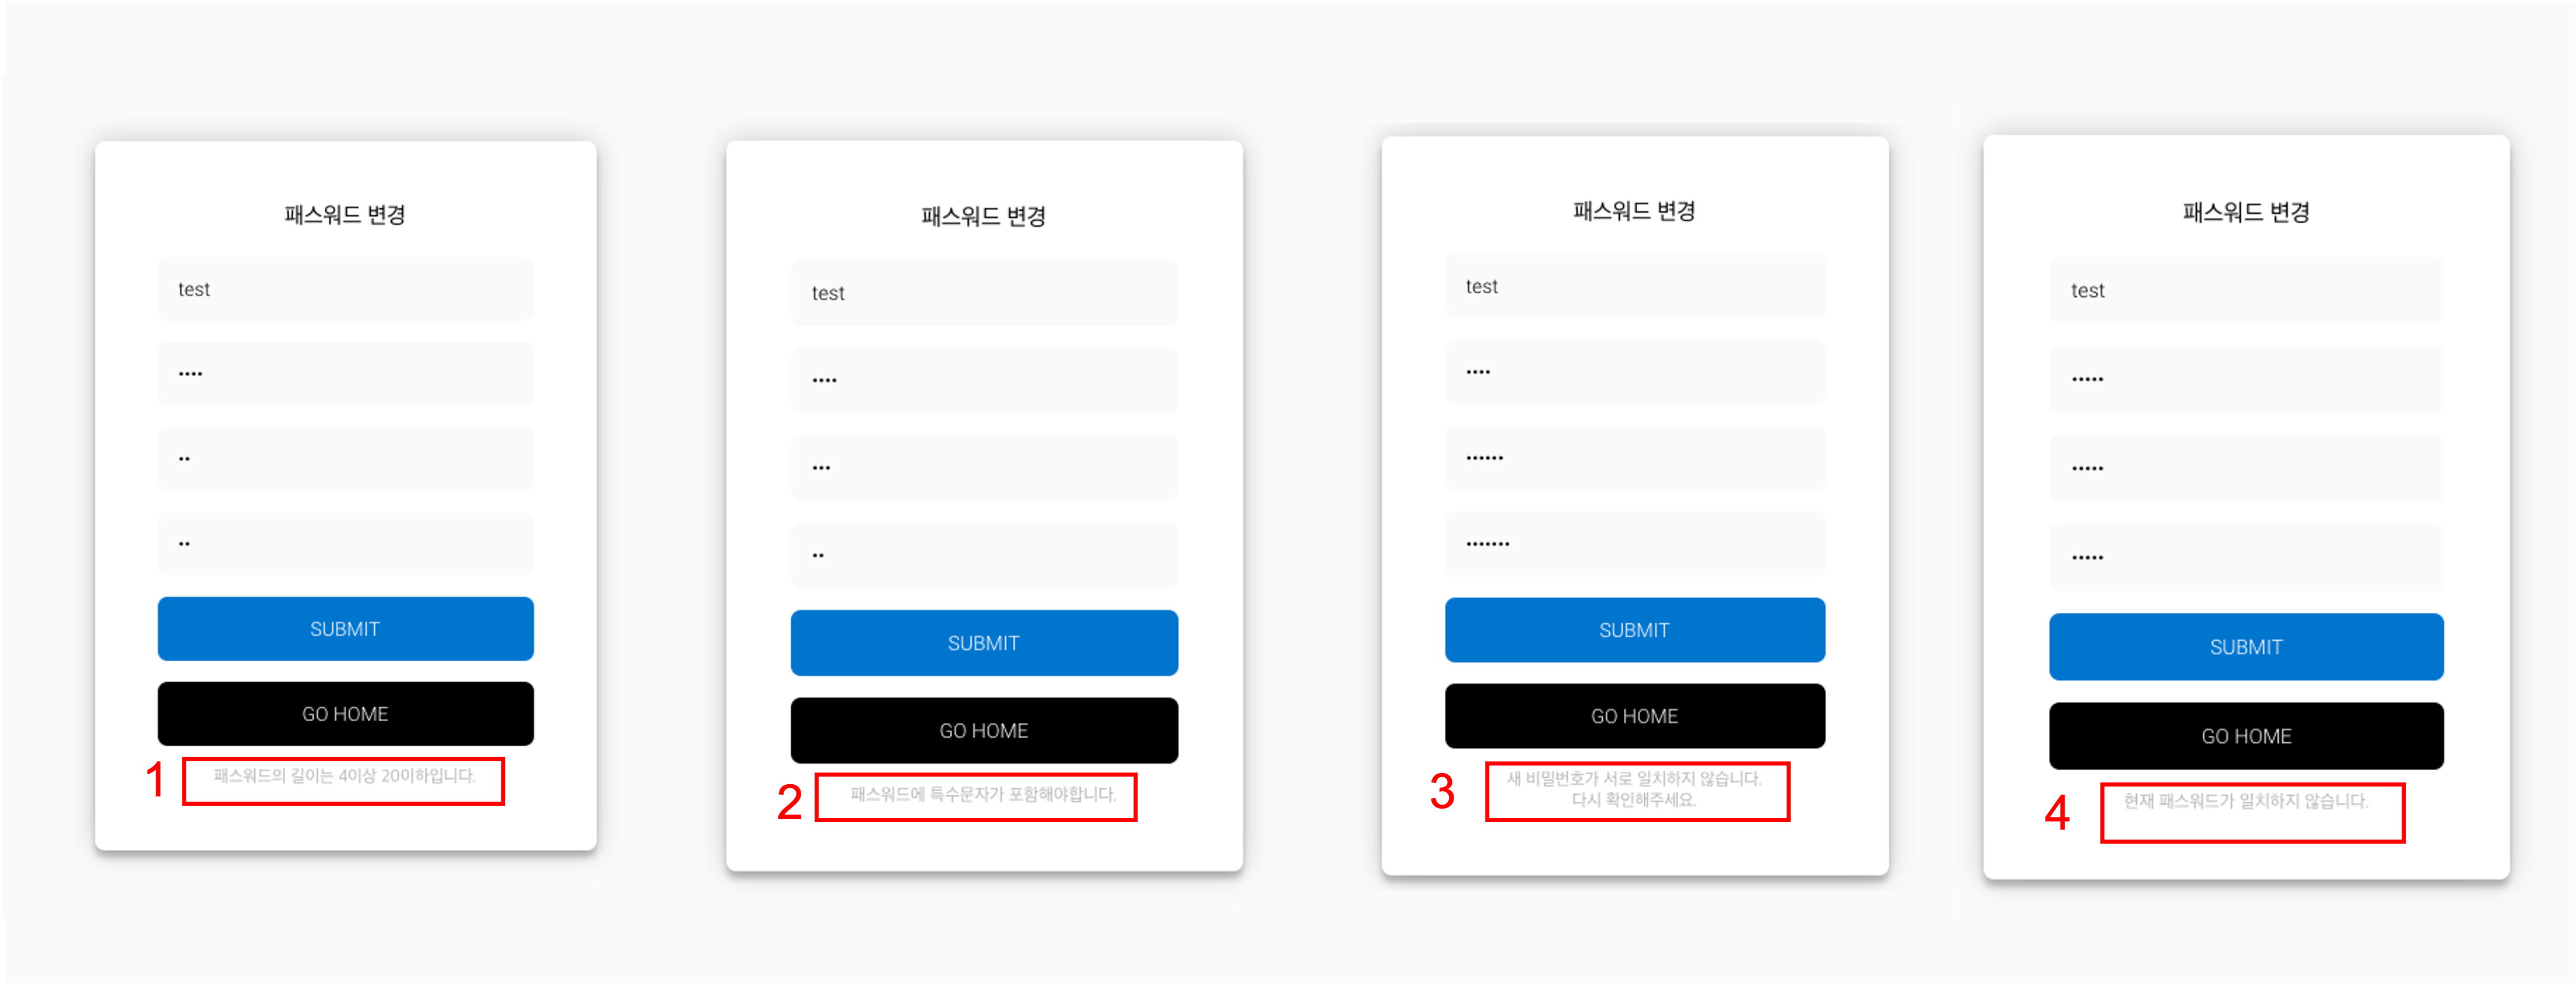 패스워드 변경
test
••••
••
••
SUBMIT
GO HOME
1
패스워드의 길이는 4이상 20이하입니다.
패스워드 변경
test
••••
•••
••
SUBMIT
GO HOME
2
패스워드에 특수문자가 포함해야합니다.
패스워드 변경
test
••••
••••••
•••••••
SUBMIT
GO HOME
3
새 비밀번호가 서로 일치하지 않습니다.
다시 확인해주세요.
패스워드 변경
test
•••••
•••••
•••••
SUBMIT
GO HOME
4
현재 패스워드가 일치하지 않습니다.